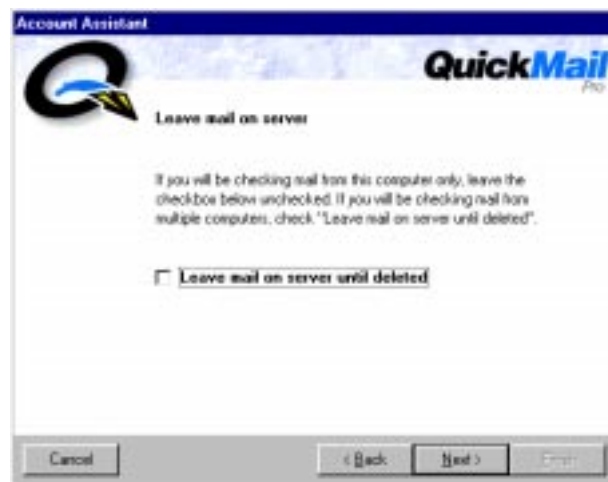 Account Assistant
QuickMail
Pro
Leave mail on server
If you will be checking mail from this computer only, leave the
checkbox below unchecked. If you will be checking mail from
multiple computers, check "Leave mail on server until deleted".
Leave mail on server until deleted
Cancel
< Back
Next >
Finish